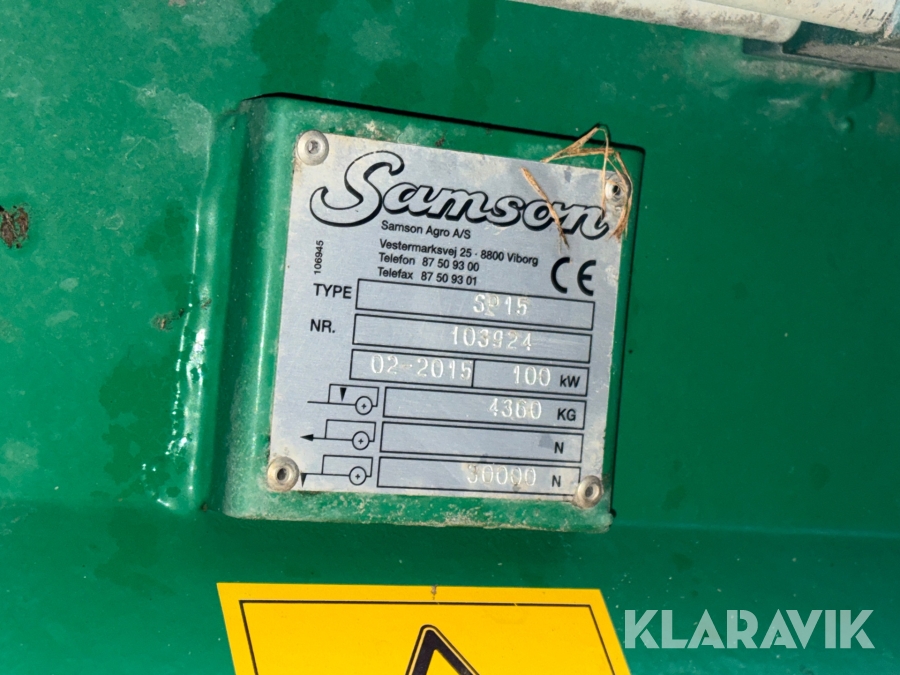 Samson
Samson Agro A/S
Vestermarksvej 25 - 8800 Viborg
Telefon 87 50 93 00
Telefax 87 50 93 01
CE
106945
TYPE SP15
NR. 103924
02-2015 100 kW
4360 KG
N
30000 N
KLARAVIK